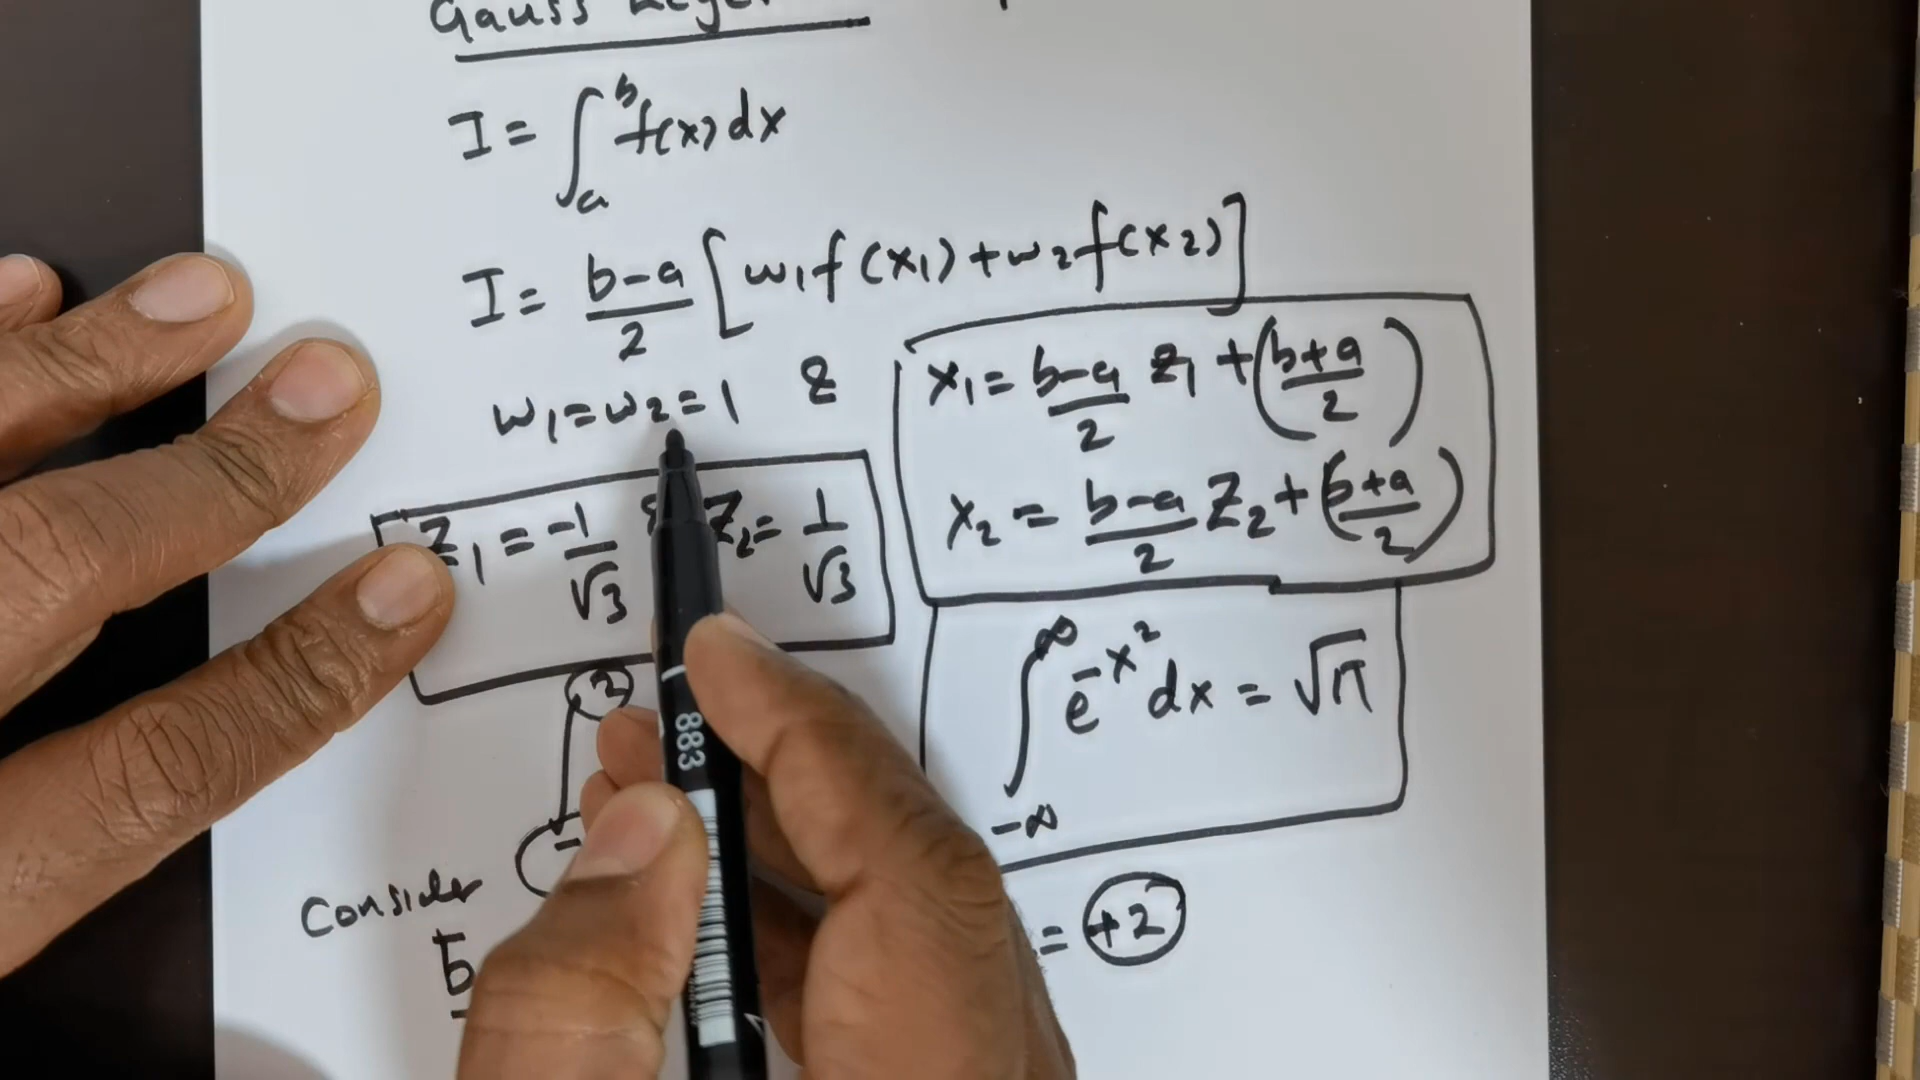 Gauss
I = ∫_a^b f(x) dx
I = (b-a)/2 [w₁f(x₁) + w₂f(x₂)]
w₁ = w₂ = 1 &
x₁ = (b-a)/2 z₁ + ((b+a)/2)
x₂ = (b-a)/2 z₂ + ((b+a)/2)
z₁ = -1/√3 & z₂ = 1/√3
∫_{-∞}^{∞} e^{-x²} dx = √π
883
Consider
= +2
b